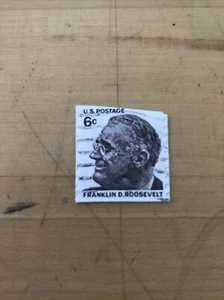 U.S. POSTAGE
6c
FRANKLIN D. ROOSEVELT